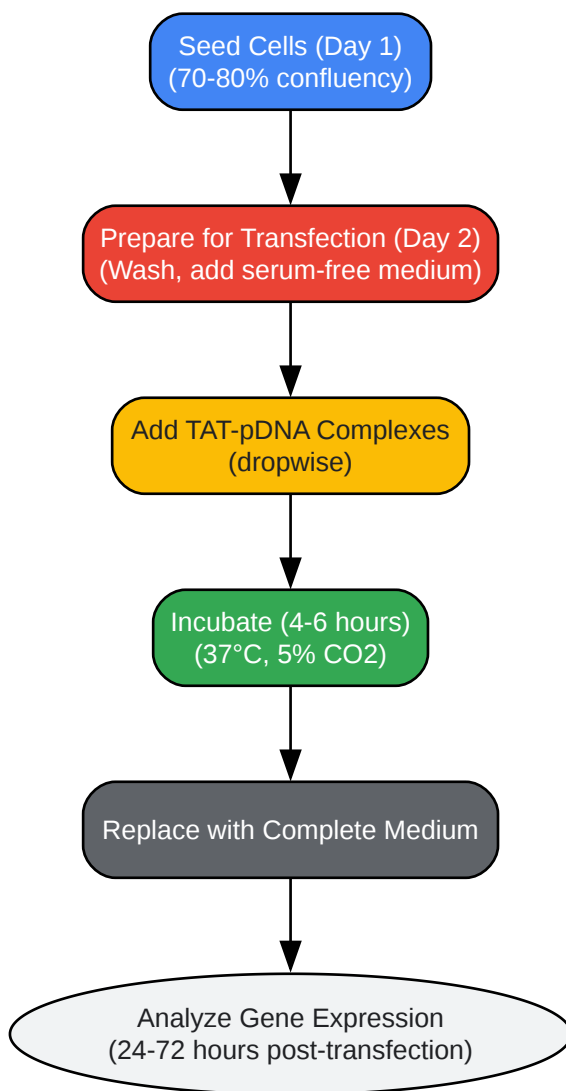 Seed Cells (Day 1)
(70-80% confluency)
Prepare for Transfection (Day 2)
(Wash, add serum-free medium)
Add TAT-pDNA Complexes
(dropwise)
Incubate (4-6 hours)
(37°C, 5% CO2)
Replace with Complete Medium
Analyze Gene Expression
(24-72 hours post-transfection)